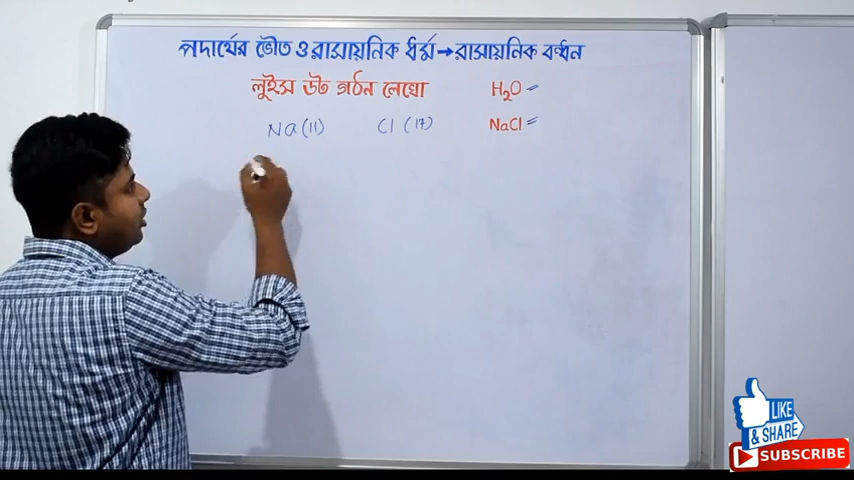 পদার্থের ভৌত ও রাসায়নিক ধর্ম→রাসায়নিক বন্ধন
লুইস ডট গঠন লেখো H₂O =
Na (11) Cl (17) NaCl =
LIKE
& SHARE
SUBSCRIBE